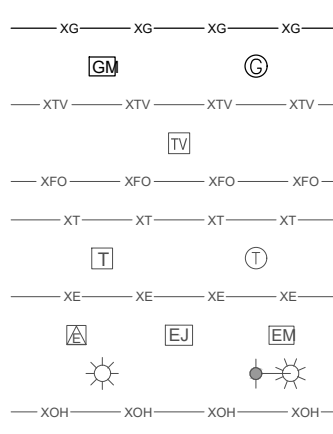 XG XG XG XG
GM G
XTV XTV XTV XTV
TV
XFO XFO XFO XFO
XT XT XT XT
T T
XE XE XE XE
E EJ EM
XOH XOH XOH XOH